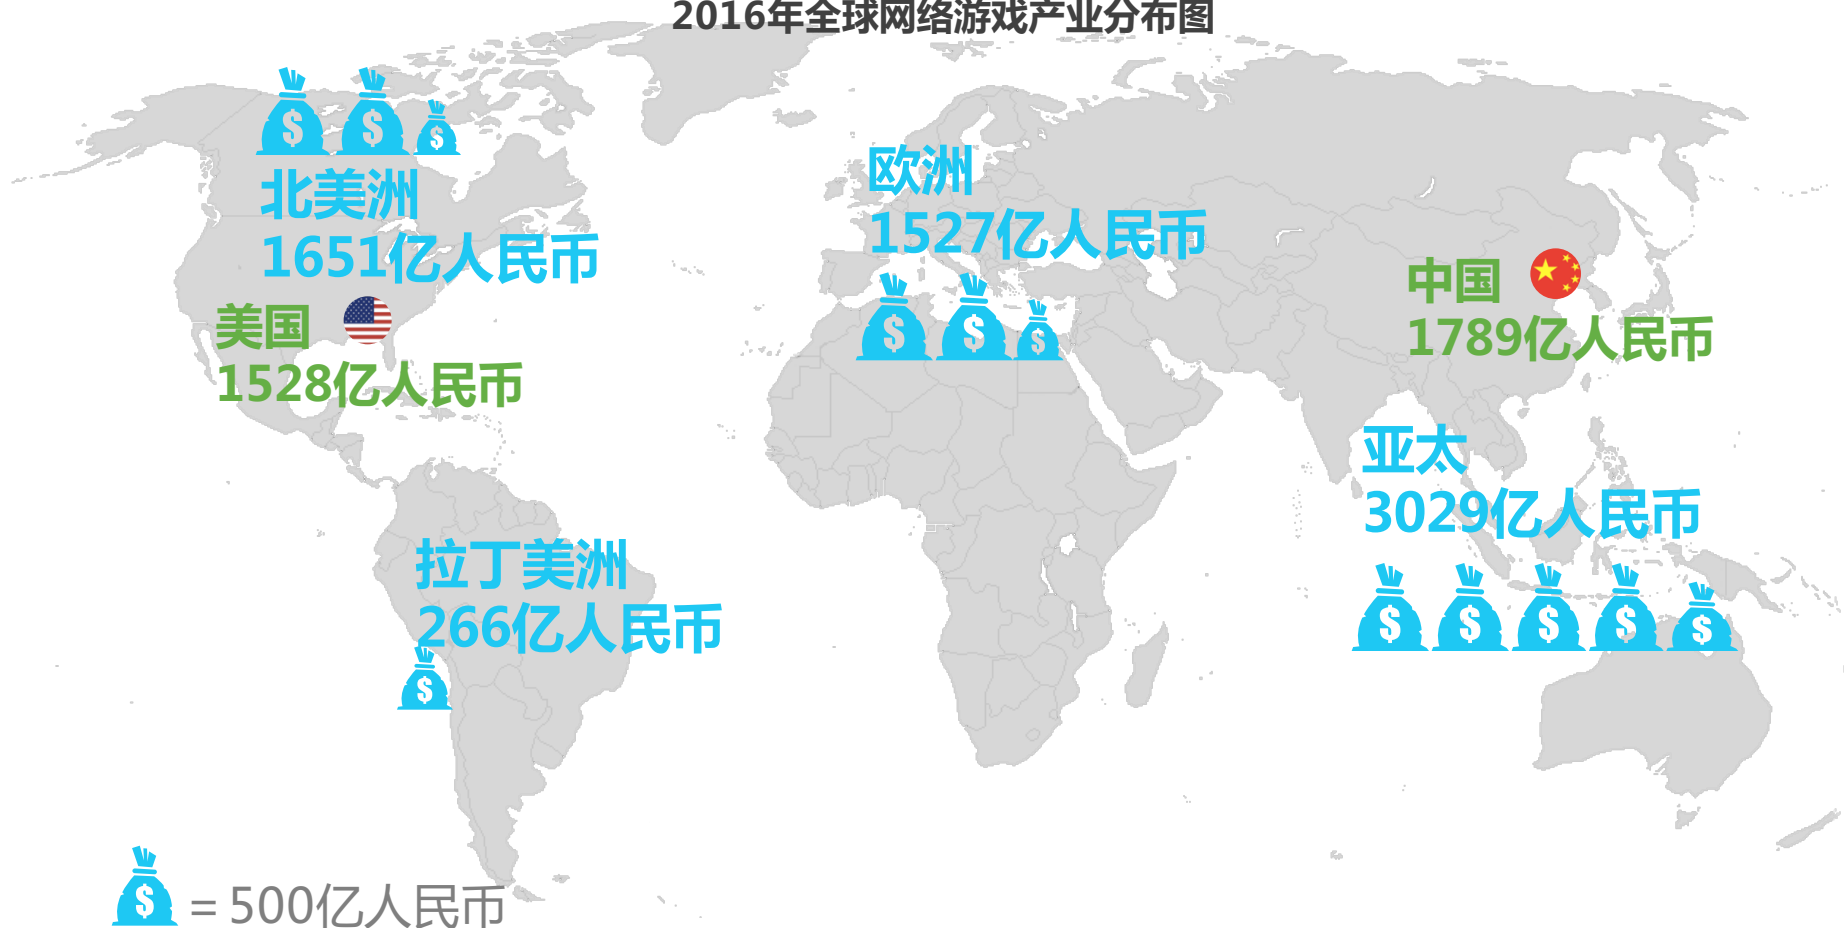 2016年全球网络游戏产业分布图
北美洲
1651亿人民币
美国
1528亿人民币
欧洲
1527亿人民币
中国
1789亿人民币
亚太
3029亿人民币
拉丁美洲
266亿人民币
$ = 500亿人民币